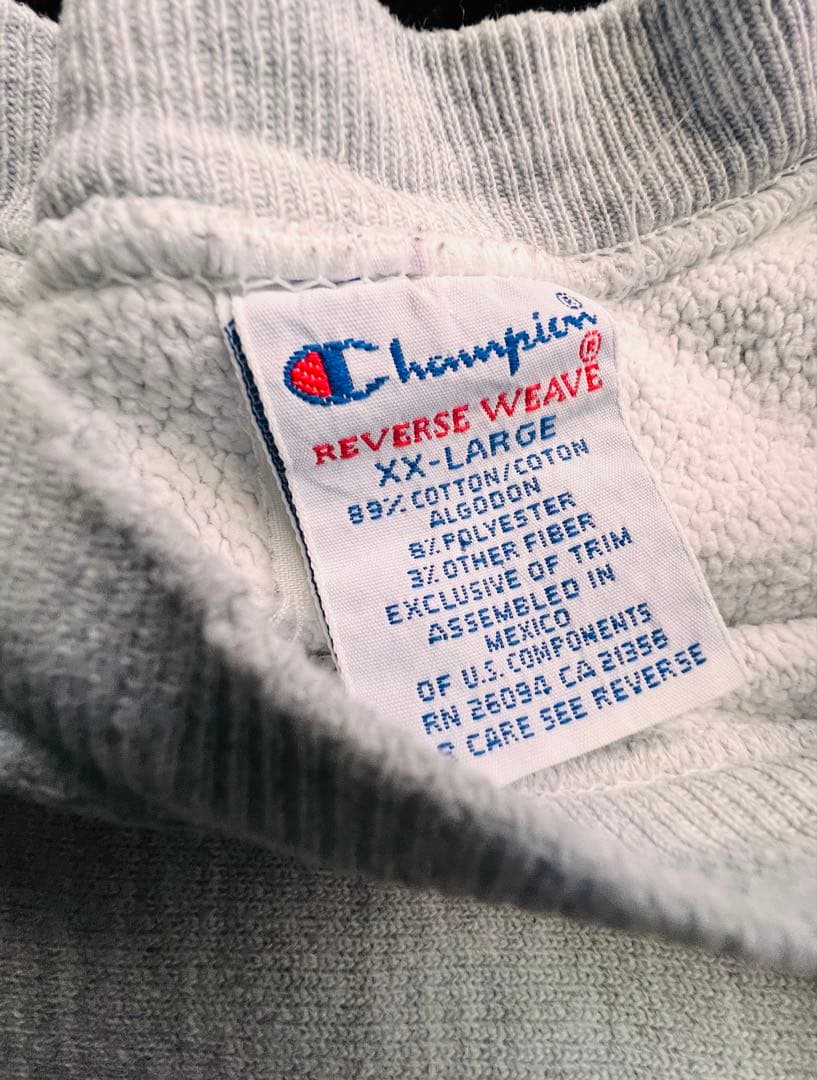 Champion®
REVERSE WEAVE®
XX-LARGE
89% COTTON/COTON
ALGODON
8% POLYESTER
3% OTHER FIBER
EXCLUSIVE OF TRIM
ASSEMBLED IN
MEXICO
OF U.S. COMPONENTS
RN 26094 CA 21358
CARE SEE REVERSE